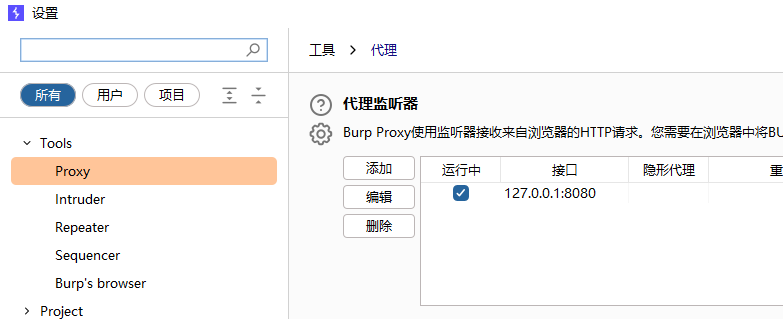 设置
工具 > 代理
所有 用户 项目
代理监听器
Burp Proxy使用监听器接收来自浏览器的HTTP请求。您需要在浏览器中将BU
Tools
Proxy
Intruder
Repeater
Sequencer
Burp's browser
Project
添加
编辑
删除
运行中 接口 隐形代理 重
127.0.0.1:8080